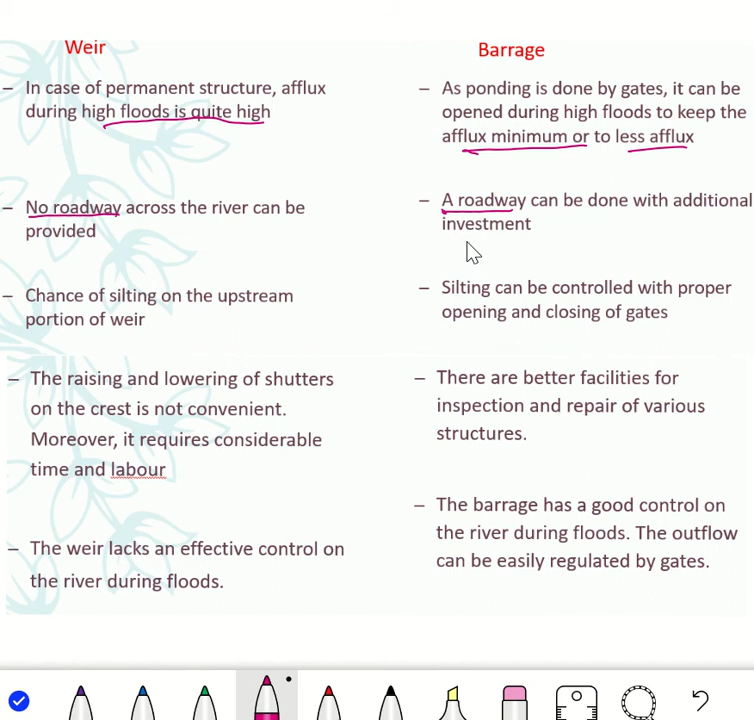 Weir
– In case of permanent structure, afflux
during high floods is quite high
– No roadway across the river can be
provided
– Chance of silting on the upstream
portion of weir
– The raising and lowering of shutters
on the crest is not convenient.
Moreover, it requires considerable
time and labour
– The weir lacks an effective control on
the river during floods.
Barrage
– As ponding is done by gates, it can be
opened during high floods to keep the
afflux minimum or to less afflux
– A roadway can be done with additional
investment
– Silting can be controlled with proper
opening and closing of gates
– There are better facilities for
inspection and repair of various
structures.
– The barrage has a good control on
the river during floods. The outflow
can be easily regulated by gates.